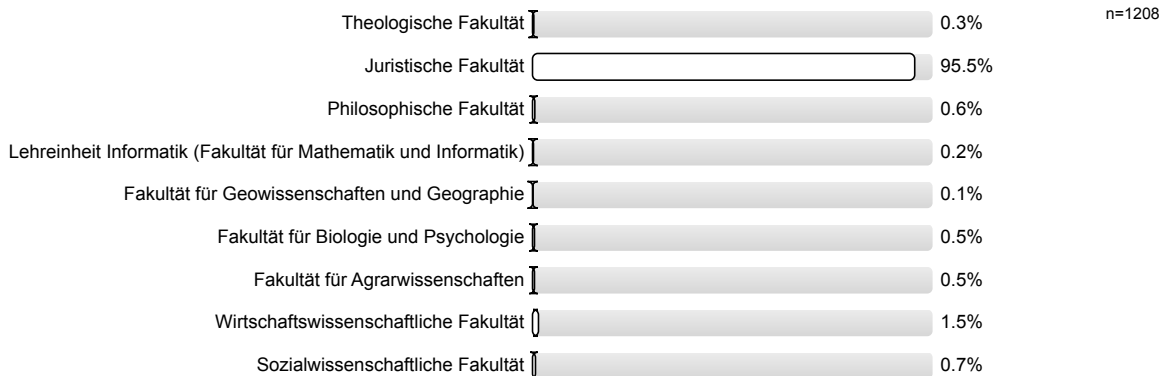 Theologische Fakultät 0.3% n=1208
Juristische Fakultät 95.5%
Philosophische Fakultät 0.6%
Lehreinheit Informatik (Fakultät für Mathematik und Informatik) 0.2%
Fakultät für Geowissenschaften und Geographie 0.1%
Fakultät für Biologie und Psychologie 0.5%
Fakultät für Agrarwissenschaften 0.5%
Wirtschaftswissenschaftliche Fakultät 1.5%
Sozialwissenschaftliche Fakultät 0.7%